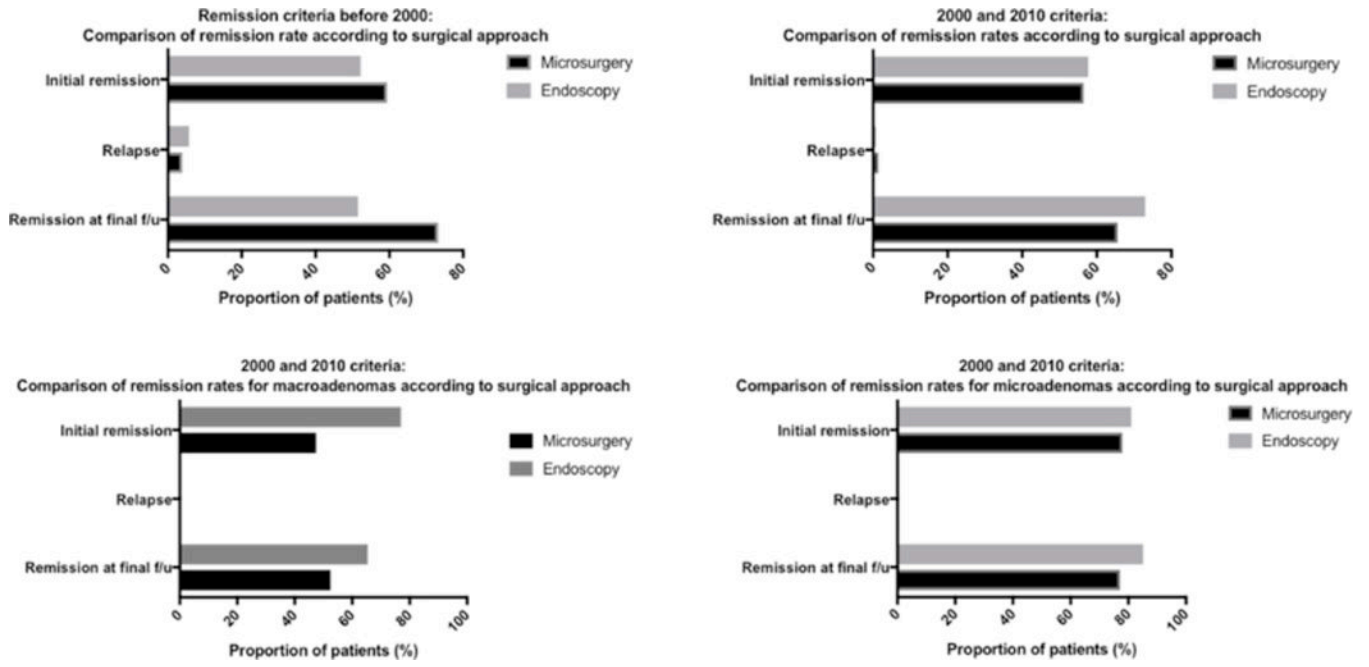 Remission criteria before 2000:
Comparison of remission rate according to surgical approach
Microsurgery
Endoscopy
Initial remission
Relapse
Remission at final f/u
0 20 40 60 80
Proportion of patients (%)
2000 and 2010 criteria:
Comparison of remission rates according to surgical approach
Microsurgery
Endoscopy
Initial remission
Relapse
Remission at final f/u
0 20 40 60 80
Proportion of patients (%)
2000 and 2010 criteria:
Comparison of remission rates for macroadenomas according to surgical approach
Microsurgery
Endoscopy
Initial remission
Relapse
Remission at final f/u
0 20 40 60 80 100
Proportion of patients (%)
2000 and 2010 criteria:
Comparison of remission rates for microadenomas according to surgical approach
Microsurgery
Endoscopy
Initial remission
Relapse
Remission at final f/u
0 20 40 60 80 100
Proportion of patients (%)